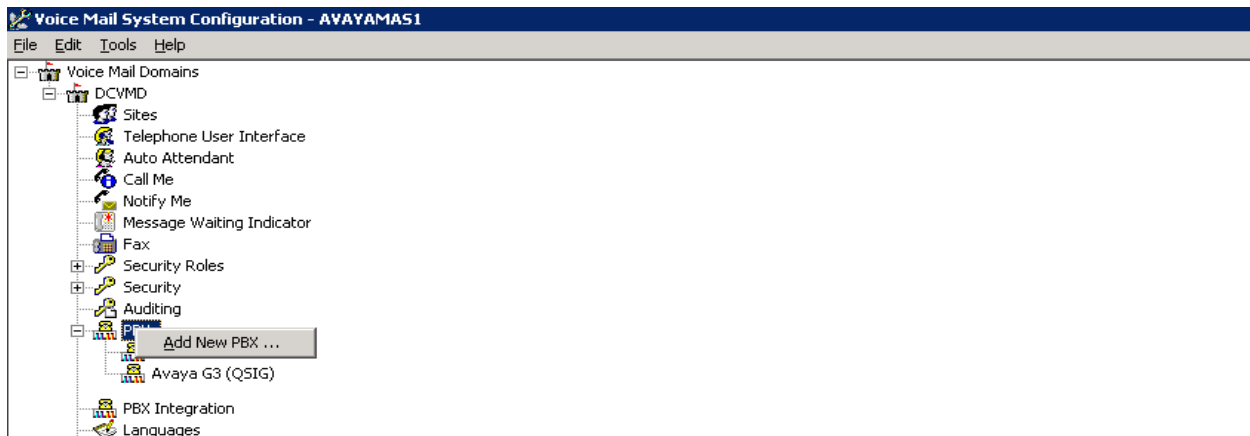 Voice Mail System Configuration - AVAYAMAS1
File Edit Tools Help
Voice Mail Domains
DCVMD
Sites
Telephone User Interface
Auto Attendant
Call Me
Notify Me
Message Waiting Indicator
Fax
Security Roles
Security
Auditing
Add New PBX ...
Avaya G3 (QSIG)
PBX Integration
Languages